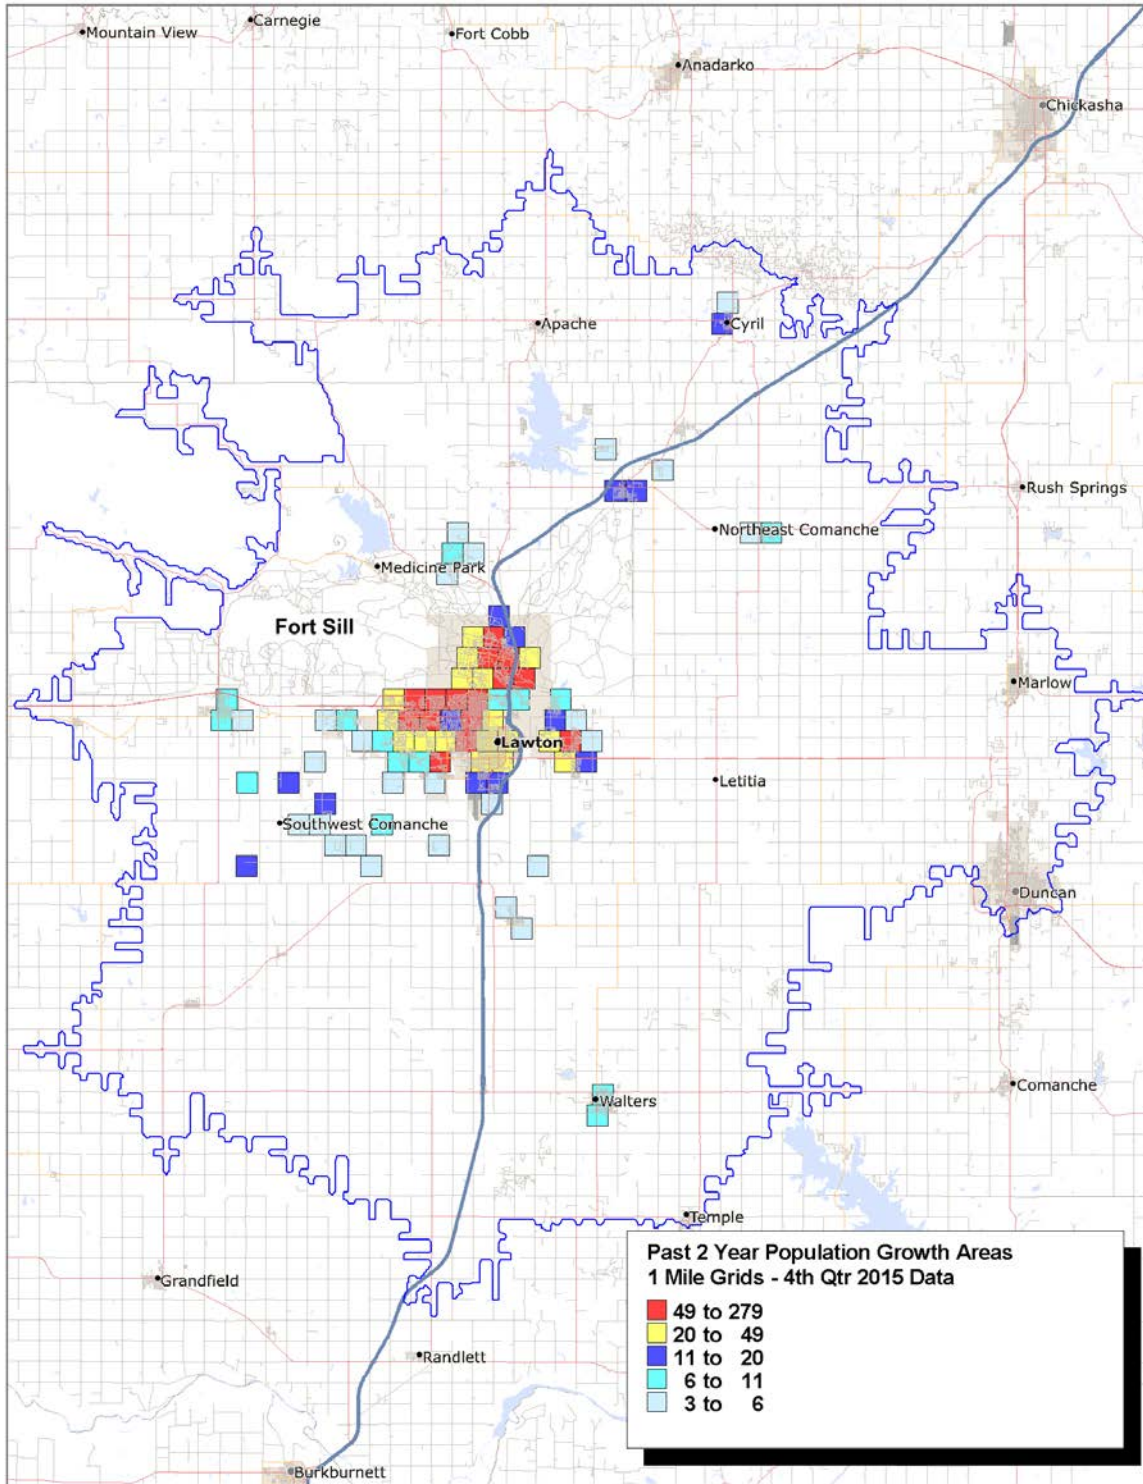 Carnegie
Mountain View
Fort Cobb
Anadarko
Chickasha
Apache
Cyril
Rush Springs
Northeast Comanche
Medicine Park
Fort Sill
Marlow
Lawton
Letitia
Southwest Comanche
Duncan
Comanche
Walters
Temple
Past 2 Year Population Growth Areas
1 Mile Grids - 4th Qtr 2015 Data
49 to 279
20 to 49
11 to 20
6 to 11
3 to 6
Grandfield
Randlett
Burkburnett